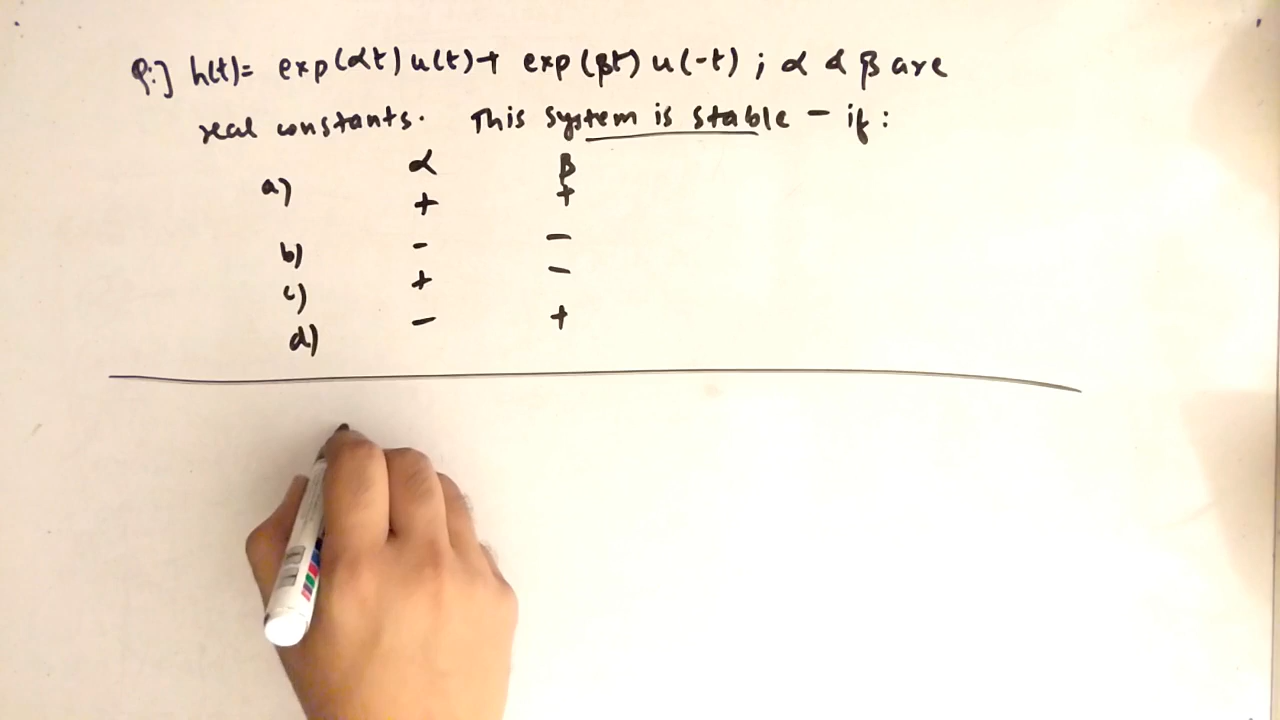 Q:] h(t)= exp(αt)u(t)+ exp(βt)u(-t) ; α & β are
real constants. This system is stable - if :
α β
a) + +
b) - -
c) + -
d) - +